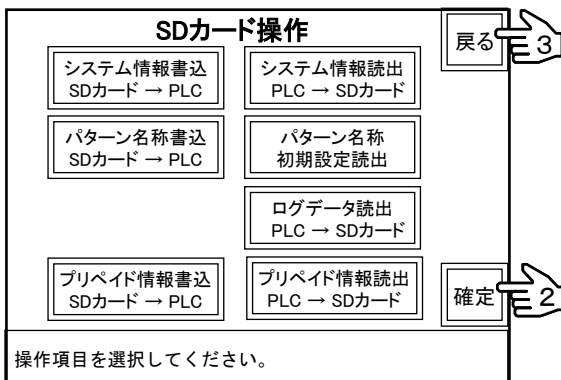 SDカード操作
戻る
3
システム情報書込
SDカード → PLC
システム情報読出
PLC → SDカード
パターン名称書込
SDカード → PLC
パターン名称
初期設定読出
ログデータ読出
PLC → SDカード
プリペイド情報書込
SDカード → PLC
プリペイド情報読出
PLC → SDカード
確定
2
操作項目を選択してください。